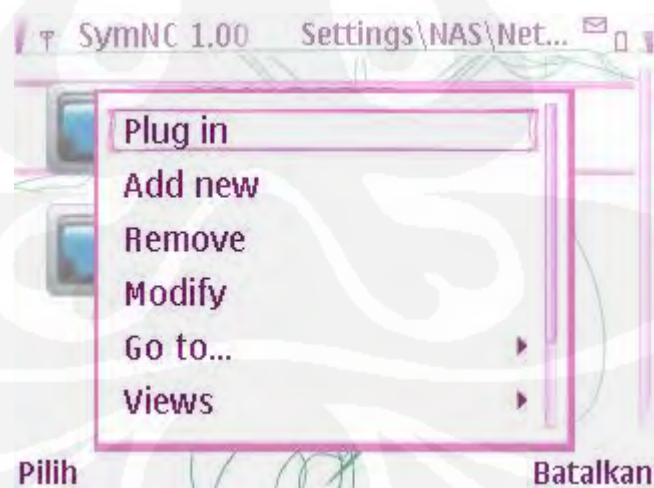 SymNC 1.00 Settings\NAS\Net...
Plug in
Add new
Remove
Modify
Go to...
Views
Pilih Batalkan